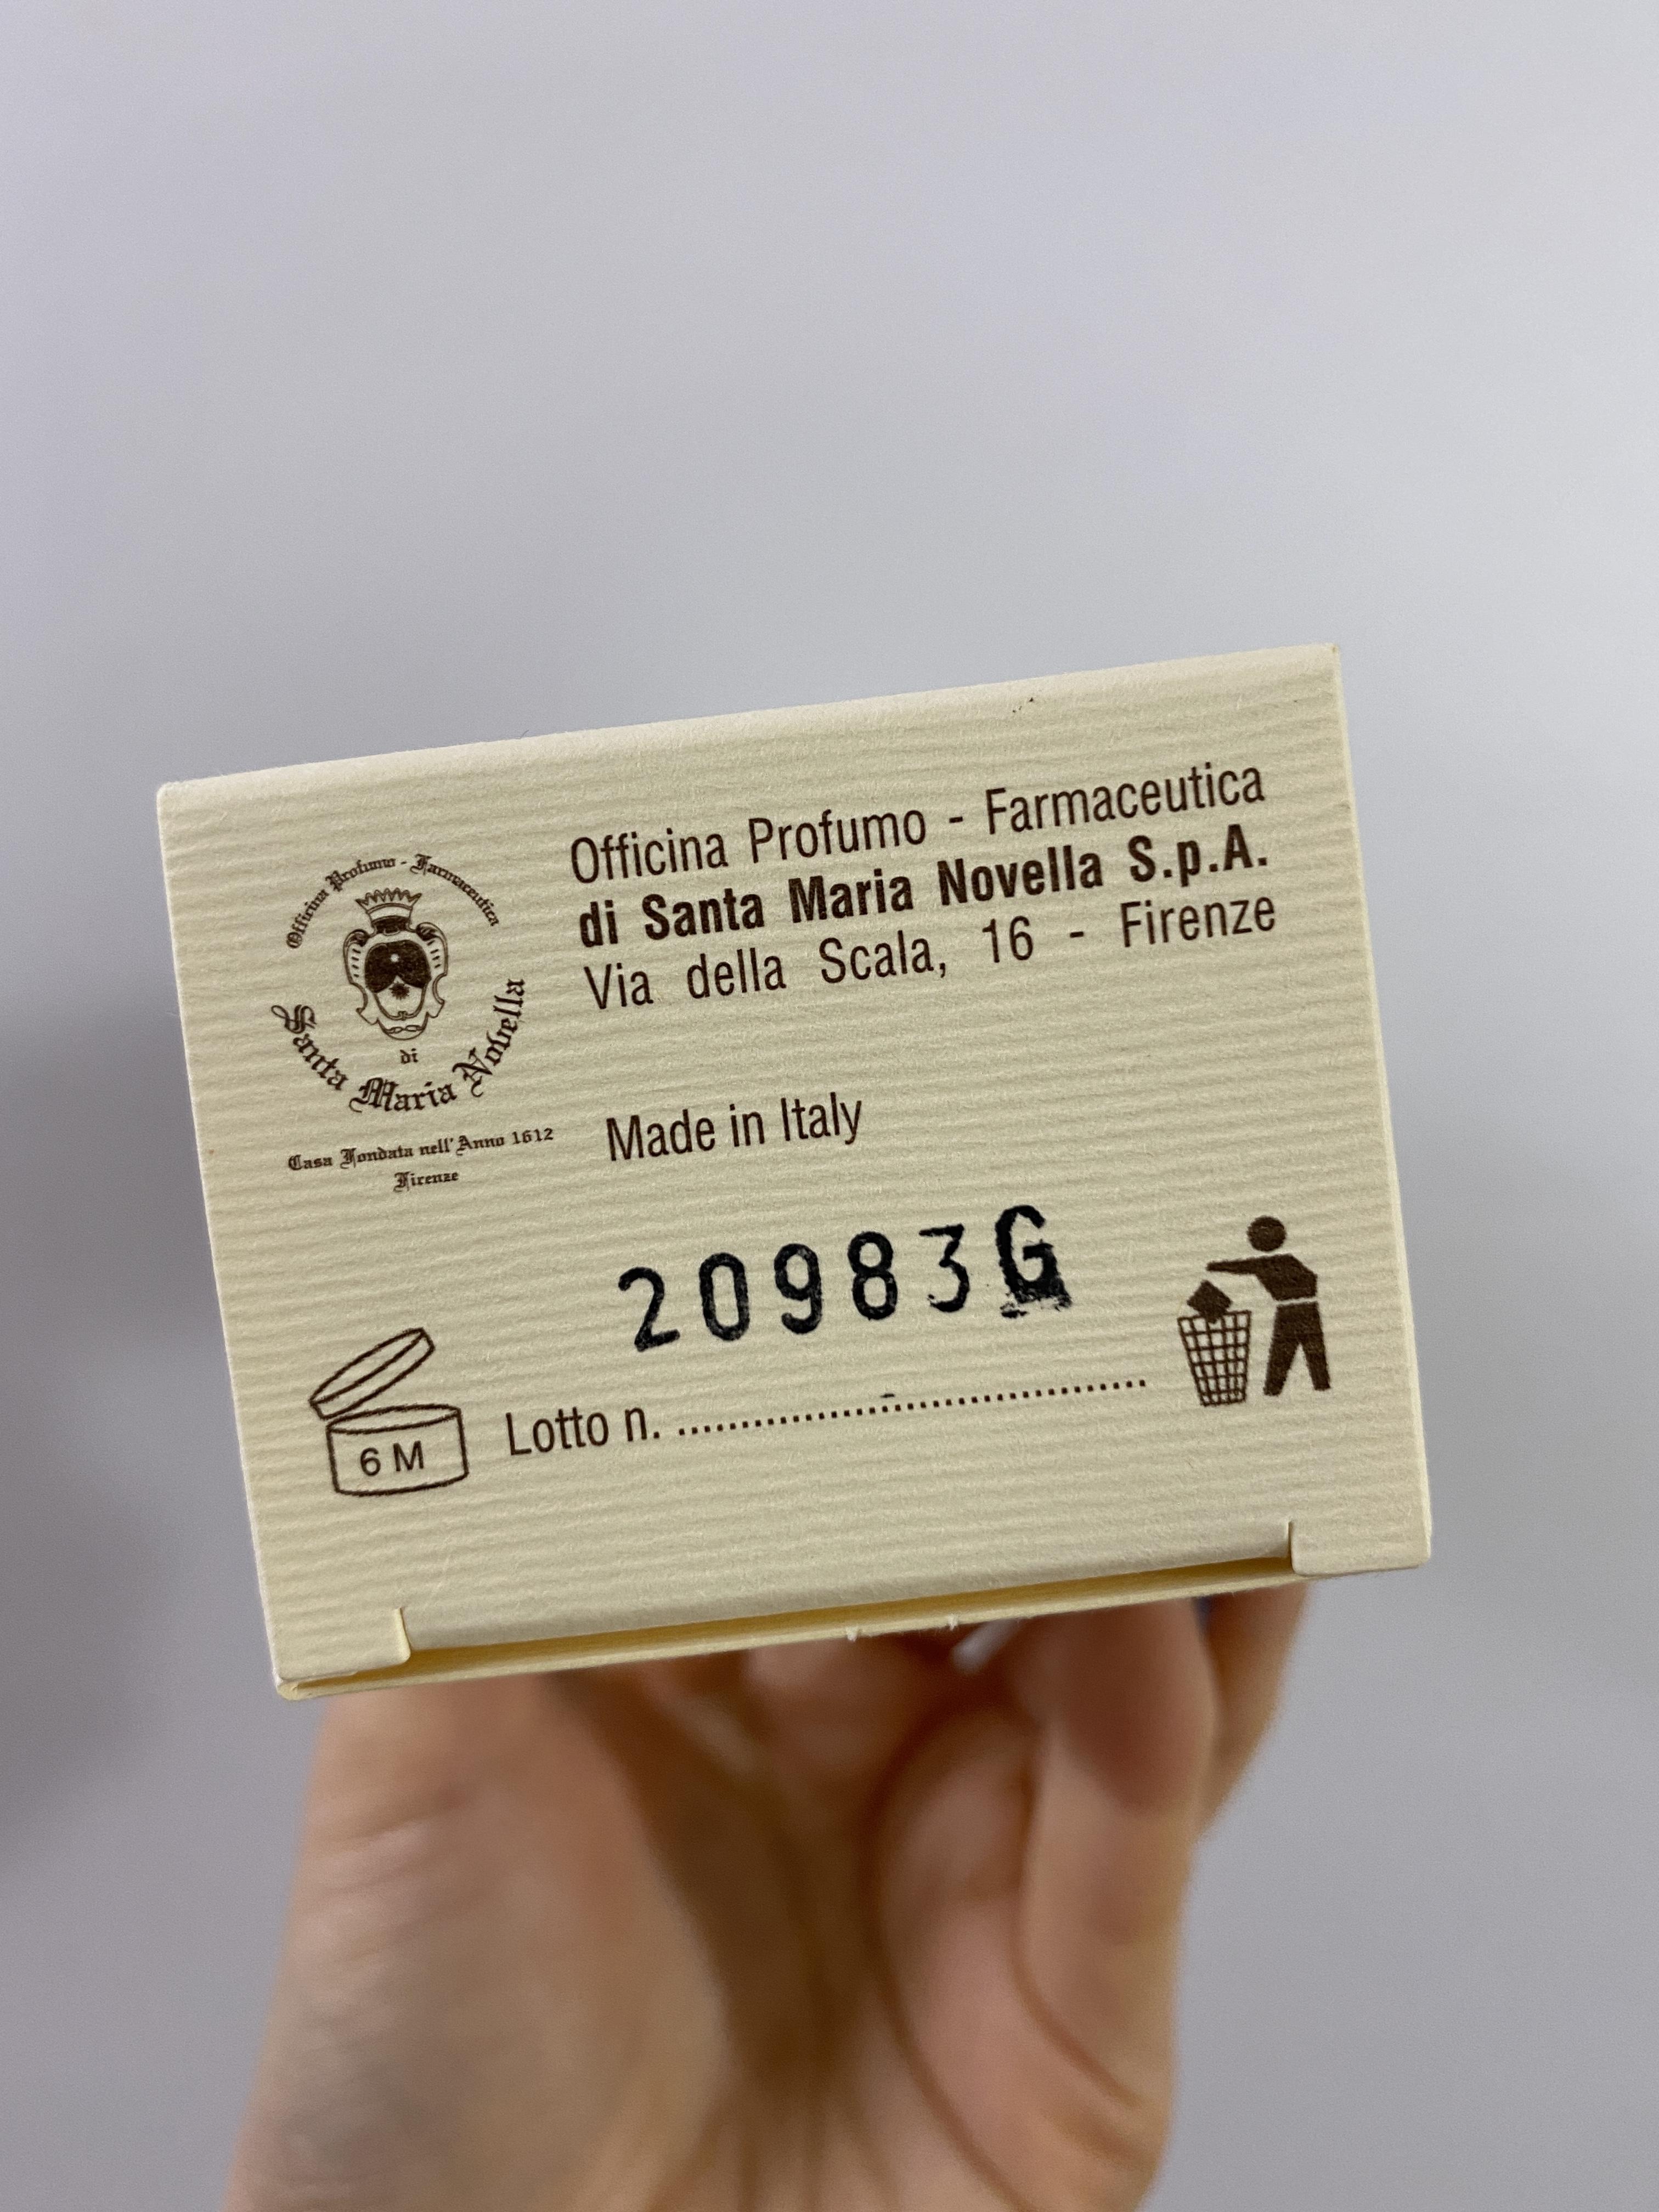 Officina Profumo - Farmaceutica
di
Santa Maria Novella
Casa Fondata nell'Anno 1612
Firenze
Officina Profumo - Farmaceutica
di Santa Maria Novella S.p.A.
Via della Scala, 16 - Firenze
Made in Italy
20983G
6 M
Lotto n. ....................................